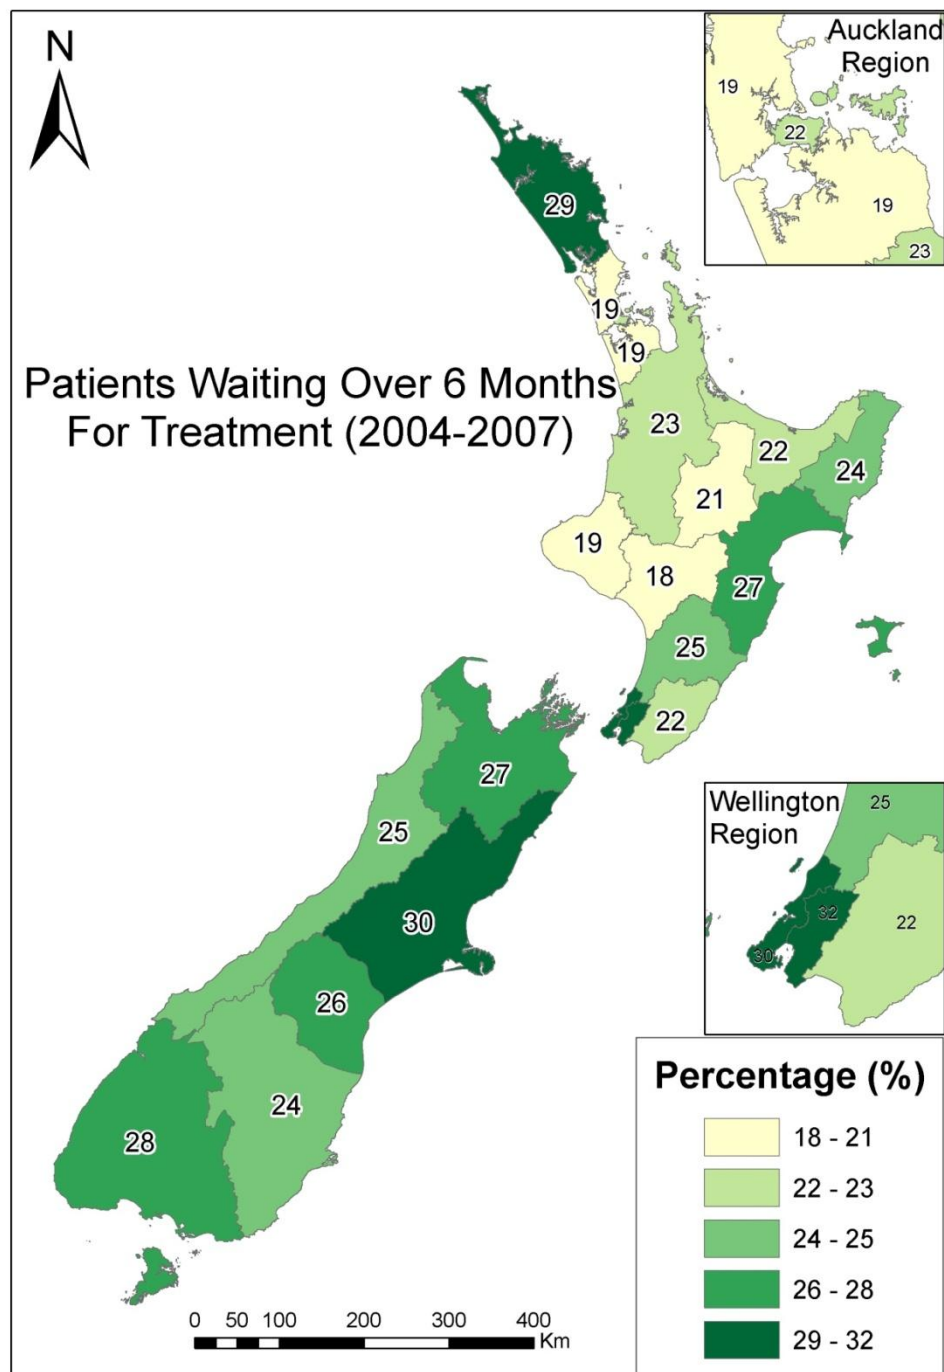 N
Auckland
Region
19
22
19
23
29
19
19
Patients Waiting Over 6 Months
For Treatment (2004-2007)
23
22
24
21
19
18
27
25
22
27
25
30
26
24
28
Wellington
Region
25
32
22
30
Percentage (%)
18 - 21
22 - 23
24 - 25
26 - 28
29 - 32
0 50 100 200 300 400
Km